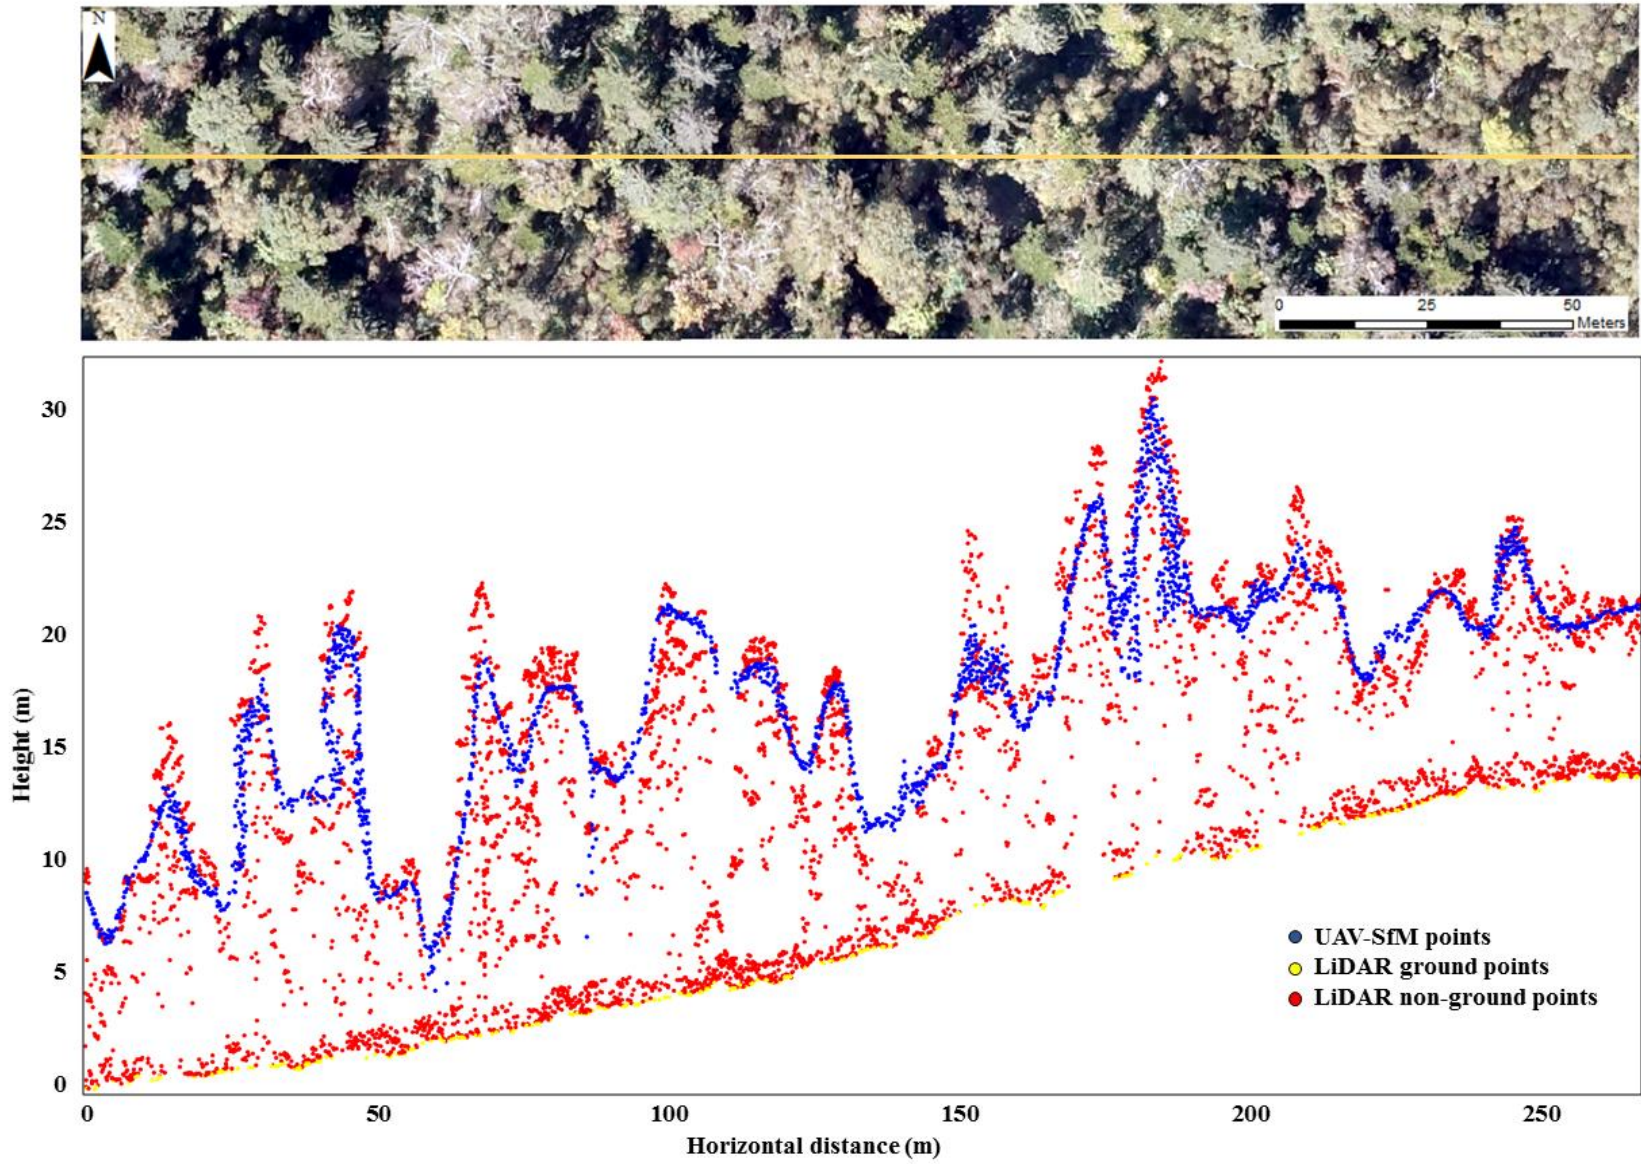 N
0 25 50
Meters
30
25
20
15
10
5
0
Height (m)
UAV-SfM points
LiDAR ground points
LiDAR non-ground points
0 50 100 150 200 250
Horizontal distance (m)